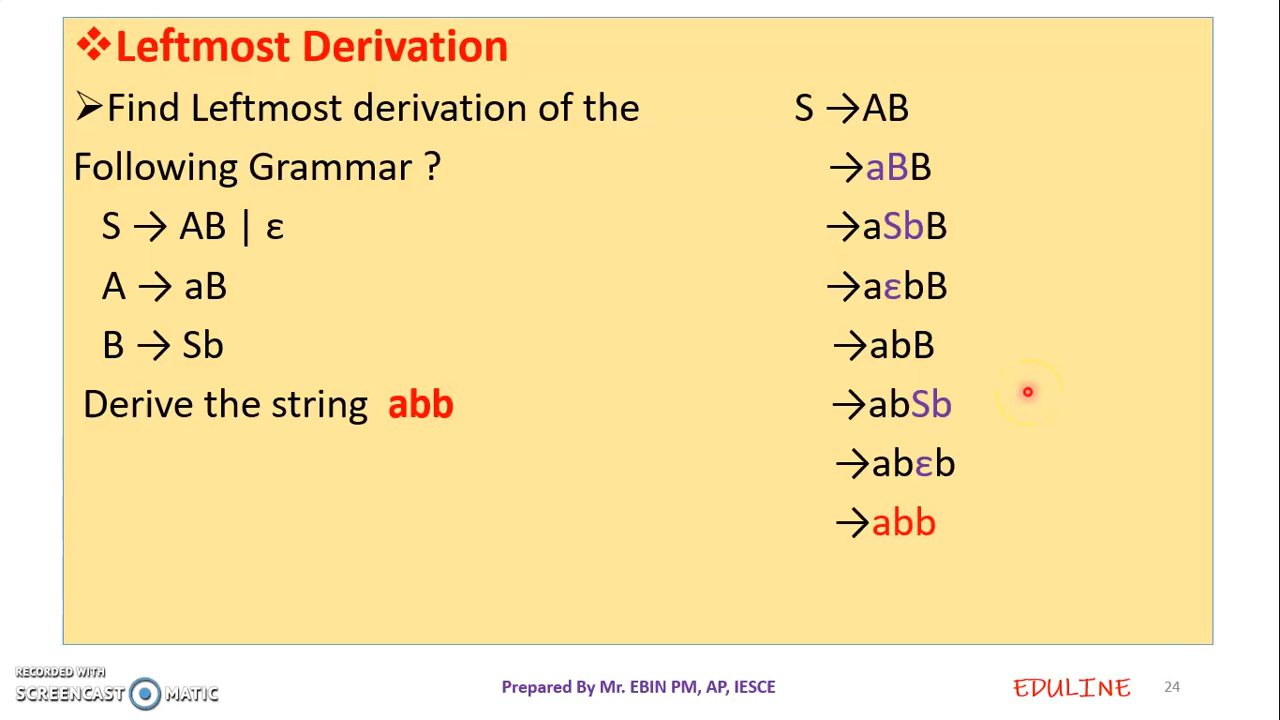 ❖Leftmost Derivation
➢Find Leftmost derivation of the
Following Grammar ?
S → AB | ε
A → aB
B → Sb
Derive the string abb
S →AB
→aBB
→aSbB
→aεbB
→abB
→abSb
→abεb
→abb
RECORDED WITH
SCREENCAST MATIC
Prepared By Mr. EBIN PM, AP, IESCE
EDULINE
24